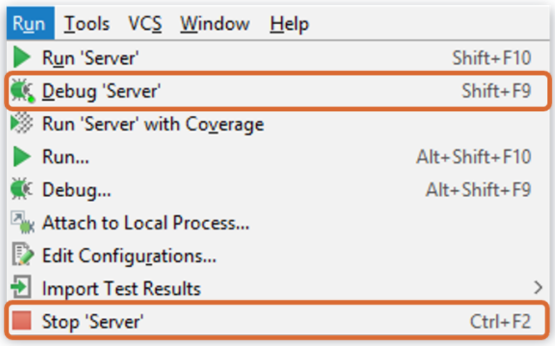 Run Tools VCS Window Help
Run 'Server' Shift+F10
Debug 'Server' Shift+F9
Run 'Server' with Coverage
Run... Alt+Shift+F10
Debug... Alt+Shift+F9
Attach to Local Process...
Edit Configurations...
Import Test Results
Stop 'Server' Ctrl+F2